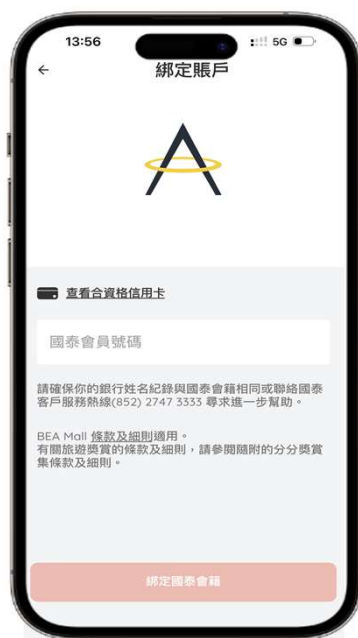 13:56
5G
綁定賬戶
查看合資格信用卡
國泰會員號碼
請確保你的銀行姓名紀錄與國泰會籍相同或聯絡國泰
客戶服務熱線(852) 2747 3333 尋求進一步幫助。
BEA Mall 條款及細則適用。
有關旅遊獎賞的條款及細則，請參閱隨附的分分獎賞
集條款及細則。
綁定國泰會籍